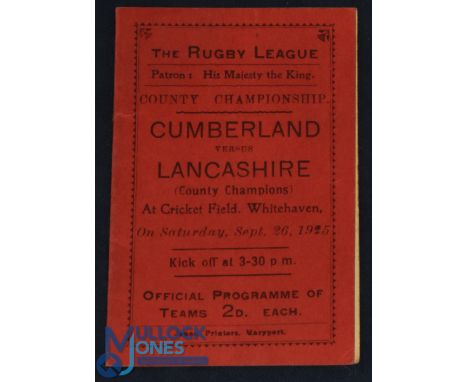 THE RUGBY LEAGUE
Patron: His Majesty the King.
COUNTY CHAMPIONSHIP.
CUMBERLAND
VERSUS
LANCASHIRE
(County Champions)
At Cricket Field, Whitehaven,
On Saturday, Sept. 26, 1925
Kick off at 3-30 p m.
OFFICIAL PROGRAMME OF
TEAMS 2D. EACH.
Printers, Maryport.
MULLOCK
JONES